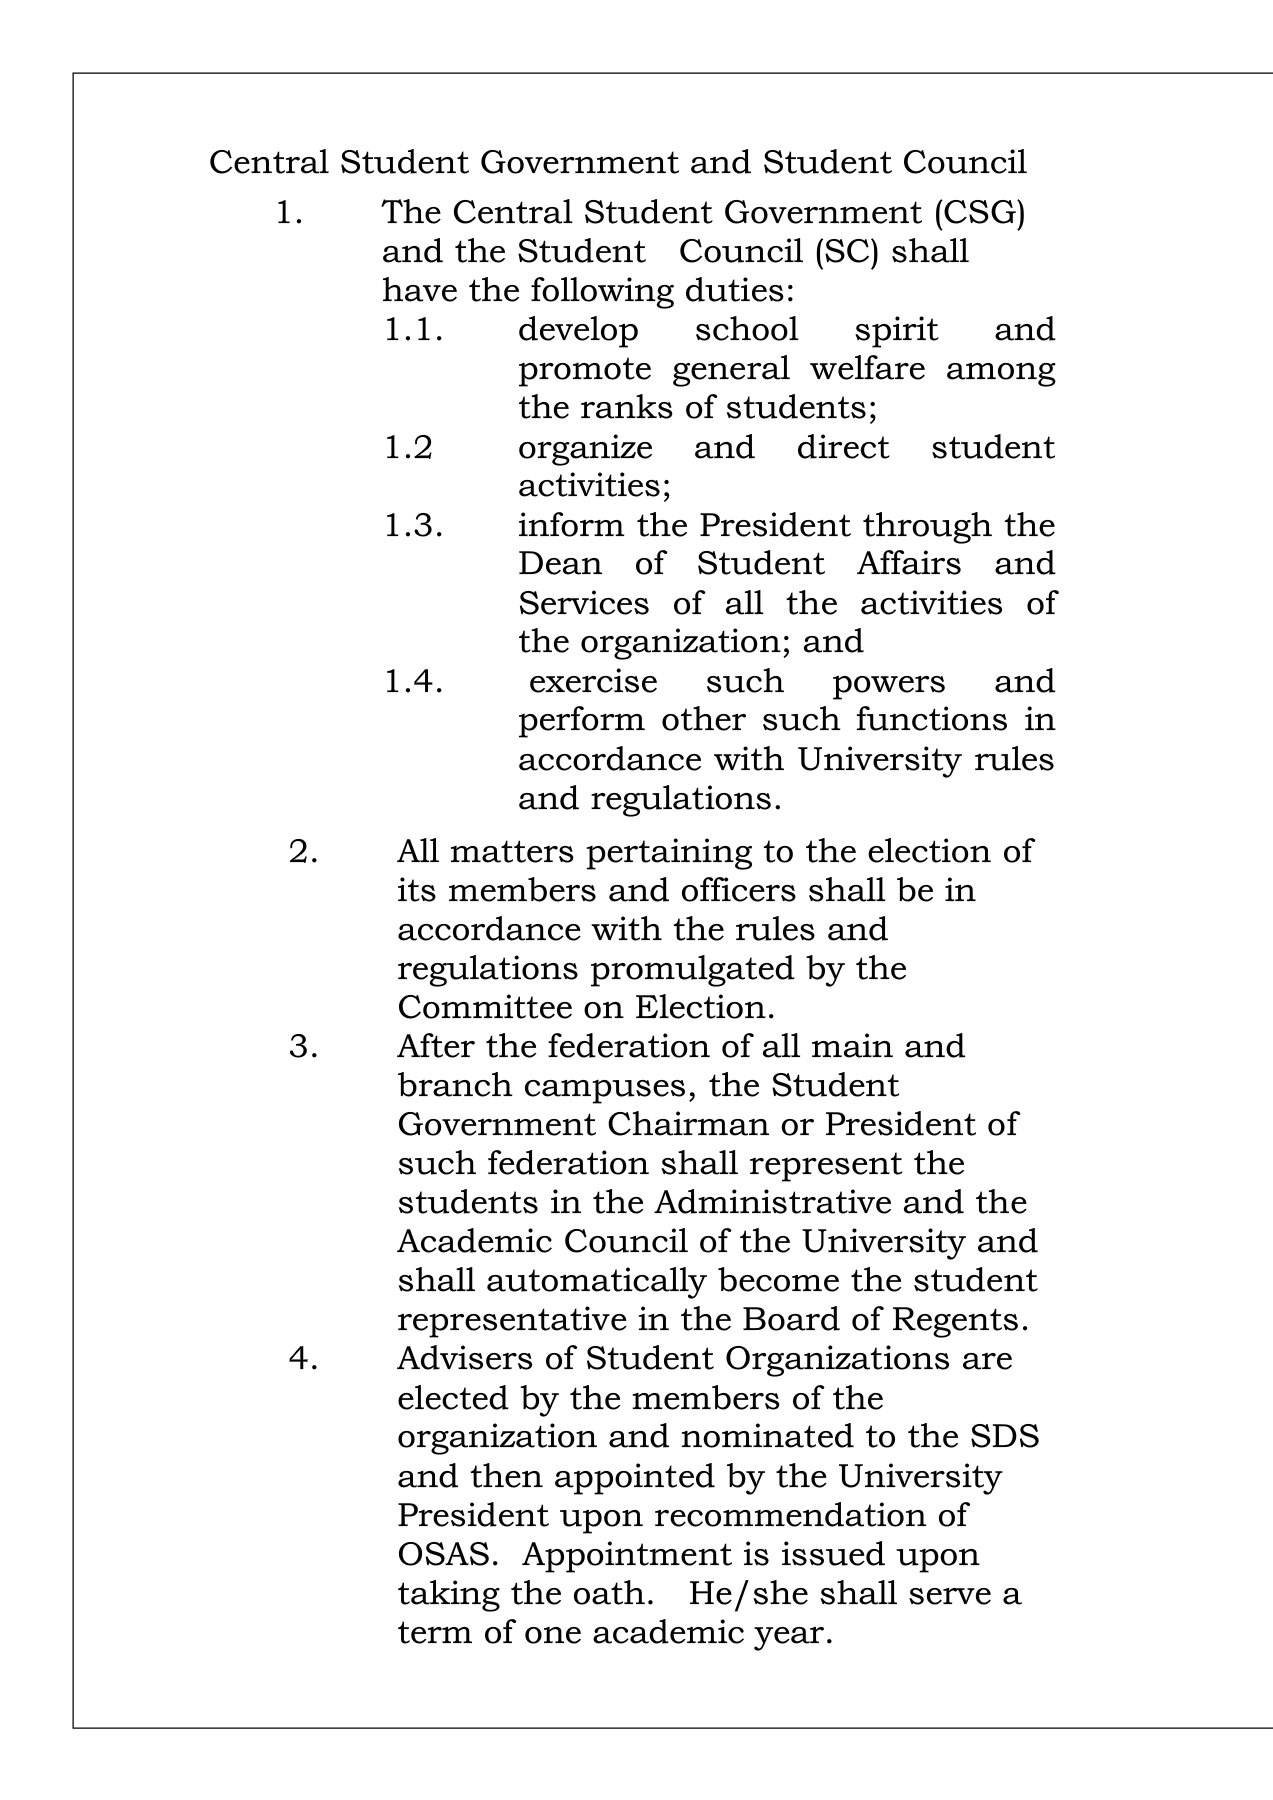 Central Student Government and Student Council
1. The Central Student Government (CSG)
and the Student Council (SC) shall
have the following duties:
1.1. develop school spirit and
promote general welfare among
the ranks of students;
1.2 organize and direct student
activities;
1.3. inform the President through the
Dean of Student Affairs and
Services of all the activities of
the organization; and
1.4. exercise such powers and
perform other such functions in
accordance with University rules
and regulations.
2. All matters pertaining to the election of
its members and officers shall be in
accordance with the rules and
regulations promulgated by the
Committee on Election.
3. After the federation of all main and
branch campuses, the Student
Government Chairman or President of
such federation shall represent the
students in the Administrative and the
Academic Council of the University and
shall automatically become the student
representative in the Board of Regents.
4. Advisers of Student Organizations are
elected by the members of the
organization and nominated to the SDS
and then appointed by the University
President upon recommendation of
OSAS. Appointment is issued upon
taking the oath. He/she shall serve a
term of one academic year.